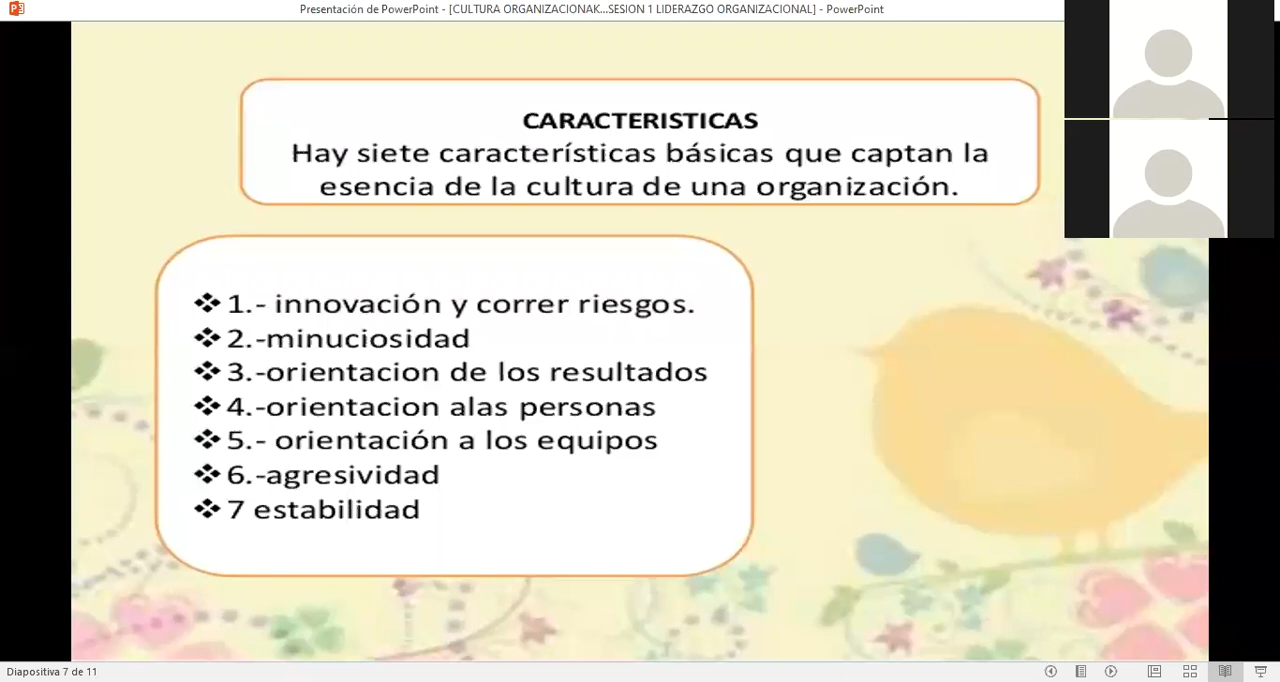 Presentación de PowerPoint - [CULTURA ORGANIZACIONAK...SESION 1 LIDERAZGO ORGANIZACIONAL] - PowerPoint
CARACTERISTICAS
Hay siete características básicas que captan la
esencia de la cultura de una organización.
❖ 1.- innovación y correr riesgos.
❖ 2.-minuciosidad
❖ 3.-orientacion de los resultados
❖ 4.-orientacion alas personas
❖ 5.- orientación a los equipos
❖ 6.-agresividad
❖ 7 estabilidad
Diapositiva 7 de 11